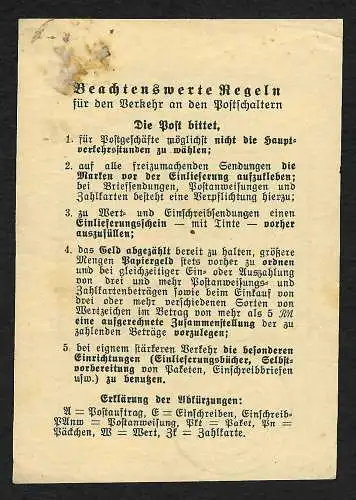 Beachtenswerte Regeln
für den Verkehr an den Postschaltern
Die Post bittet,
1. für Postgeschäfte möglichst nicht die Haupt-
verkehrsstunden zu wählen;
2. auf alle freizumachenden Sendungen die
Marken vor der Einlieferung aufzukleben;
bei Briefsendungen, Postanweisungen und
Zahlkarten besteht eine Verpflichtung hierzu;
3. zu Wert- und Einschreibsendungen einen
Einlieferungsschein — mit Tinte — vorher
auszufüllen;
4. das Geld abgezählt bereit zu halten, größere
Mengen Papiergeld stets vorher zu ordnen
und bei gleichzeitiger Ein- oder Auszahlung
von drei und mehr Postanweisungs- und
Zahlkartenbeträgen sowie beim Einkauf von
drei oder mehr verschiedenen Sorten von
Wertzeichen im Betrag von mehr als 5 RM
eine aufgerechnete Zusammenstellung der zu
zahlenden Beträge vorzulegen;
5. bei eignem stärkeren Verkehr die besonderen
Einrichtungen (Einlieferungsbücher, Selbst-
vorbereitung von Paketen, Einschreibbriefen
usw.) zu benutzen.
Erklärung der Abkürzungen:
A = Postauftrag, E = Einschreiben, Einschreib-
PAnw = Postanweisung, Pkt = Paket, Pn =
Päckchen, W = Wert, Zk = Zahlkarte.